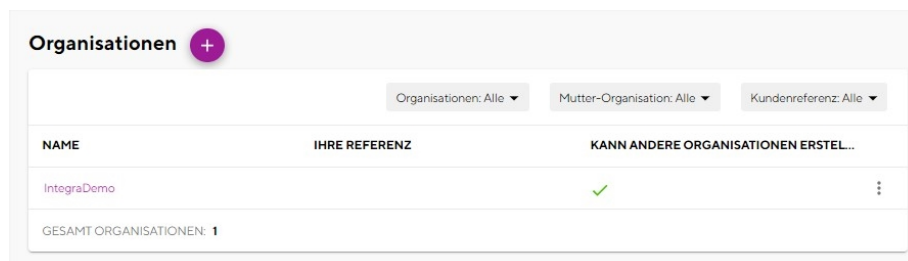 Organisationen +
Organisationen: Alle Mutter-Organisation: Alle Kundenreferenz: Alle
NAME IHRE REFERENZ KANN ANDERE ORGANISATIONEN ERSTEL...
IntegraDemo
GESAMT ORGANISATIONEN: 1